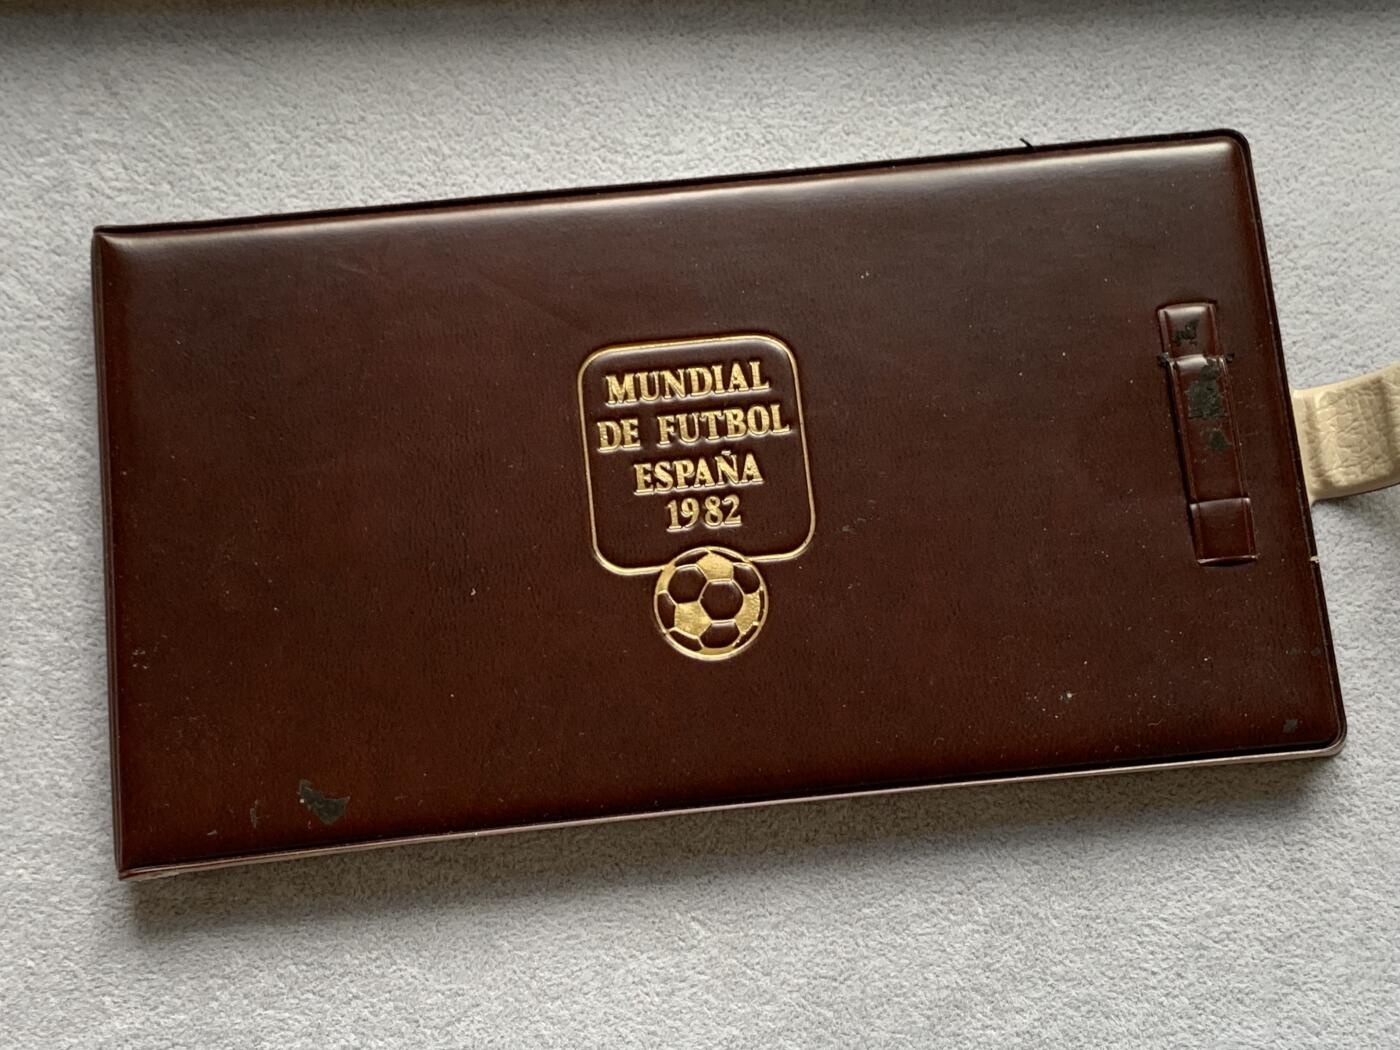 MUNDIAL
DE FUTBOL
ESPAÑA
1982